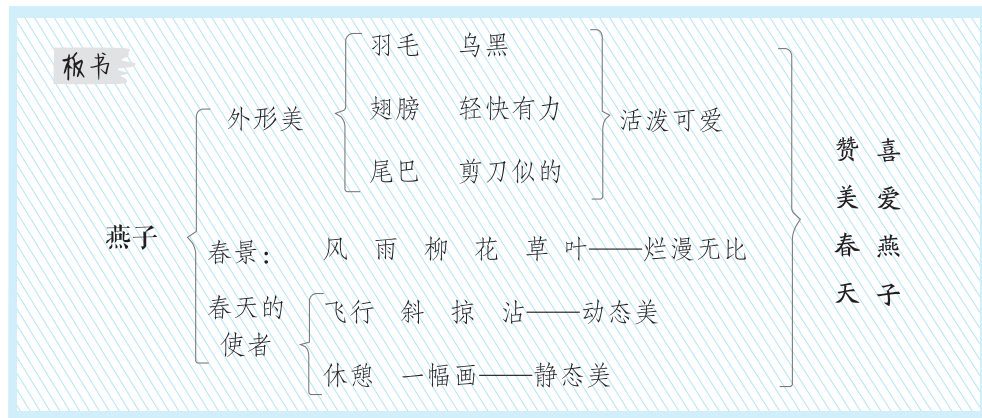 板书
羽毛 乌黑
外形美 翅膀 轻快有力 活泼可爱
尾巴 剪刀似的
燕子
春景： 风 雨 柳 花 草 叶——烂漫无比
春天的
使者
飞行 斜 掠 沾——动态美
休憩 一幅画——静态美
喜爱燕子
赞美春天